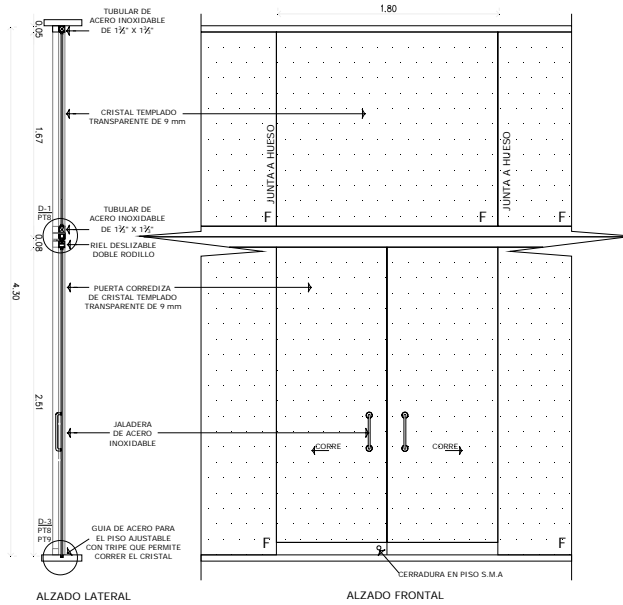 1.80
0.05
TUBULAR DE
ACERO INOXIDABLE
DE 1½" X 1½"
CRISTAL TEMPLADO
TRANSPARENTE DE 9 mm
1.67
JUNTA A HUESO
JUNTA A HUESO
D-1
PT8
TUBULAR DE
ACERO INOXIDABLE
DE 1½" X 1½"
F
F
F
0.08
RIEL DESLIZABLE
DOBLE RODILLO
4.30
PUERTA CORREDIZA
DE CRISTAL TEMPLADO
TRANSPARENTE DE 9 mm
2.51
JALADERA
DE ACERO
INOXIDABLE
CORRE
CORRE
D-3
PT8
PT9
GUIA DE ACERO PARA
EL PISO AJUSTABLE
CON TRIPE QUE PERMITE
CORRER EL CRISTAL
F
F
CERRADURA EN PISO S.M.A
ALZADO LATERAL
ALZADO FRONTAL